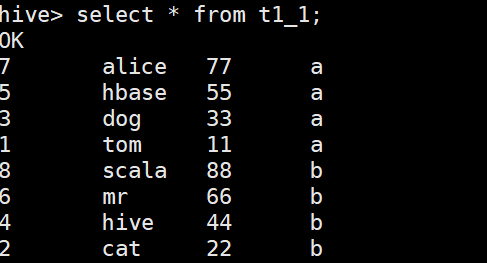 hive> select * from t1_1;
OK
7 alice 77 a
5 hbase 55 a
3 dog 33 a
1 tom 11 a
8 scala 88 b
6 mr 66 b
4 hive 44 b
2 cat 22 b